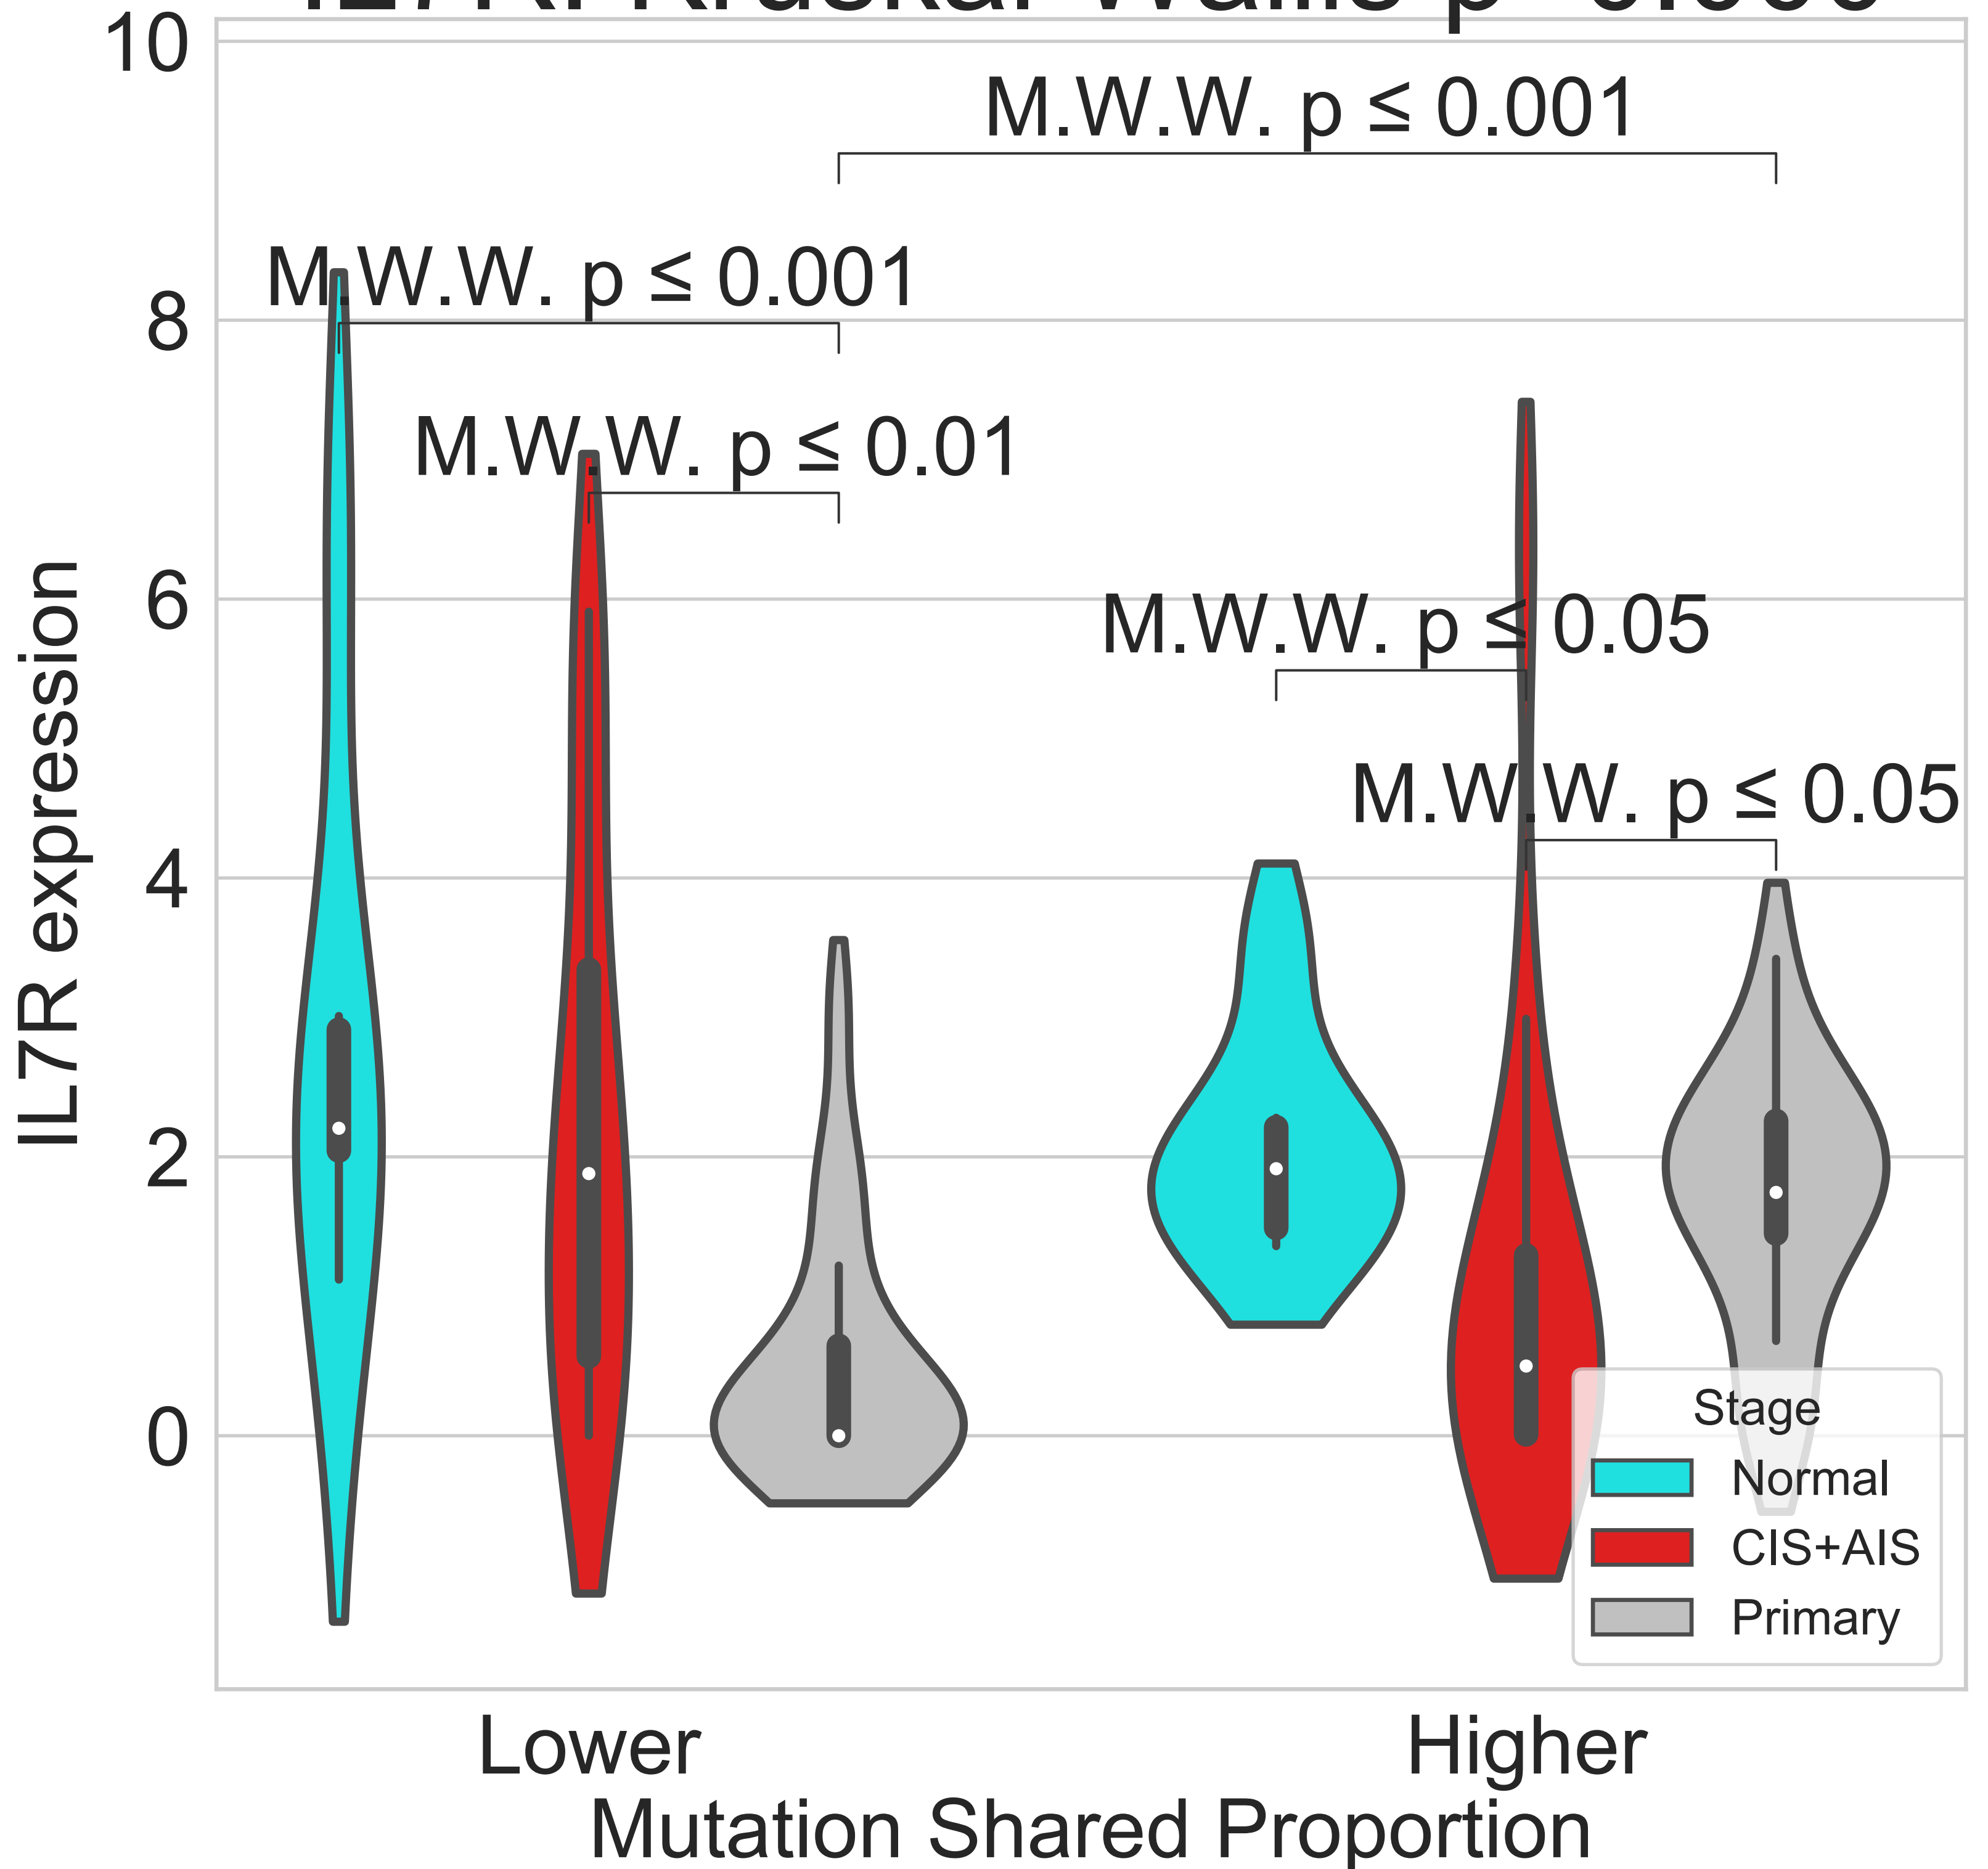 10
M.W.W. p ≤ 0.001
M.W.W. p ≤ 0.001
8
M.W.W. p ≤ 0.01
6
M.W.W. p ≤ 0.05
M.W.W. p ≤ 0.05
4
2
0
IL7R expression
Stage
Normal
CIS+AIS
Primary
Lower
Higher
Mutation Shared Proportion